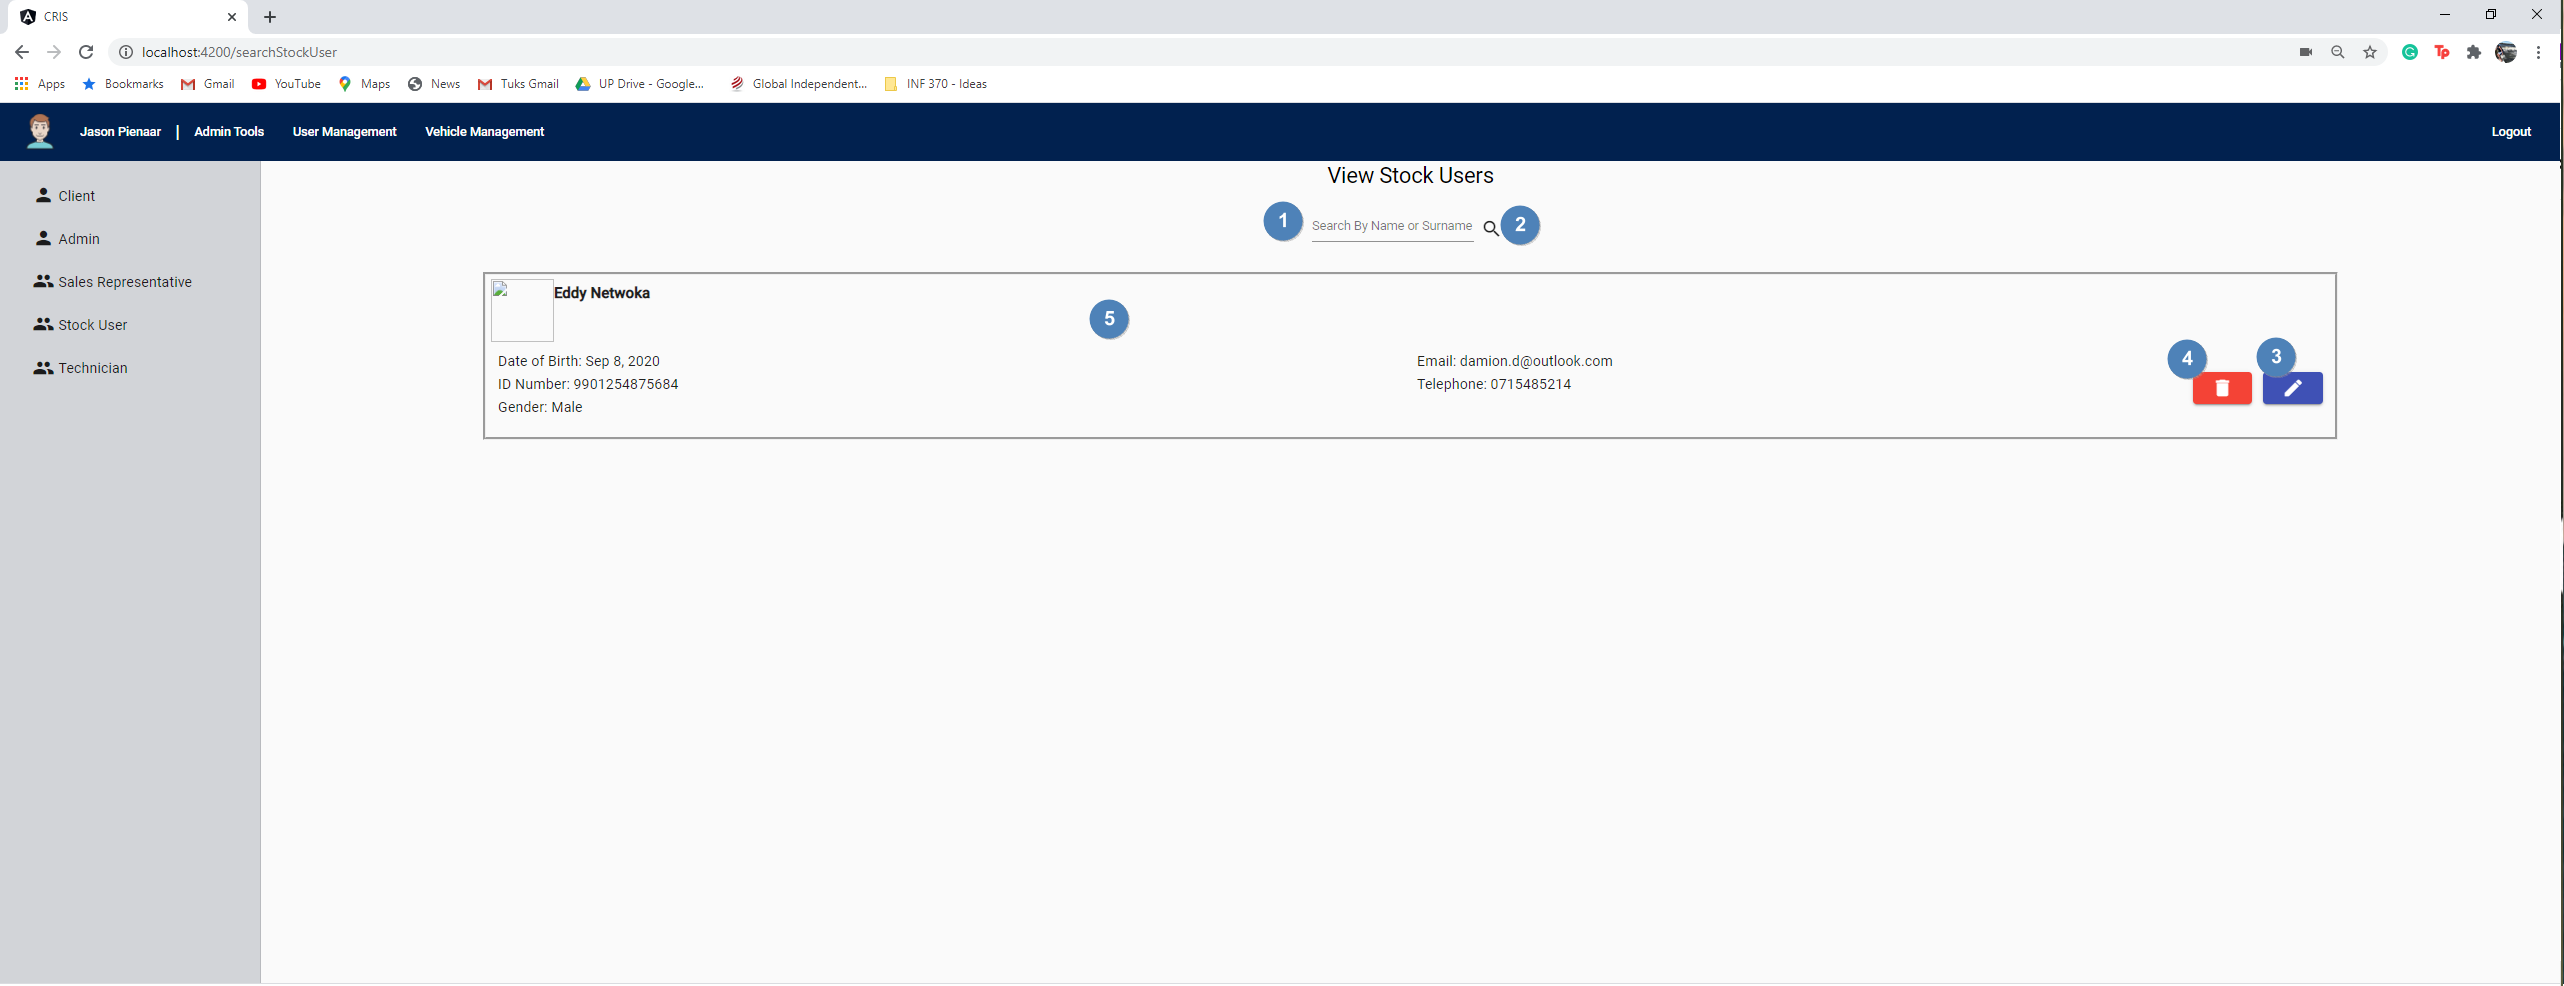 CRIS
localhost:4200/searchStockUser
Apps Bookmarks Gmail YouTube Maps News Tuks Gmail UP Drive - Google... Global Independent... INF 370 - Ideas
Jason Pienaar | Admin Tools User Management Vehicle Management Logout
Client
Admin
Sales Representative
Stock User
Technician
View Stock Users
1 Search By Name or Surname 2
Eddy Netwoka
5
Date of Birth: Sep 8, 2020 Email: damion.d@outlook.com
4 3
ID Number: 9901254875684 Telephone: 0715485214
Gender: Male